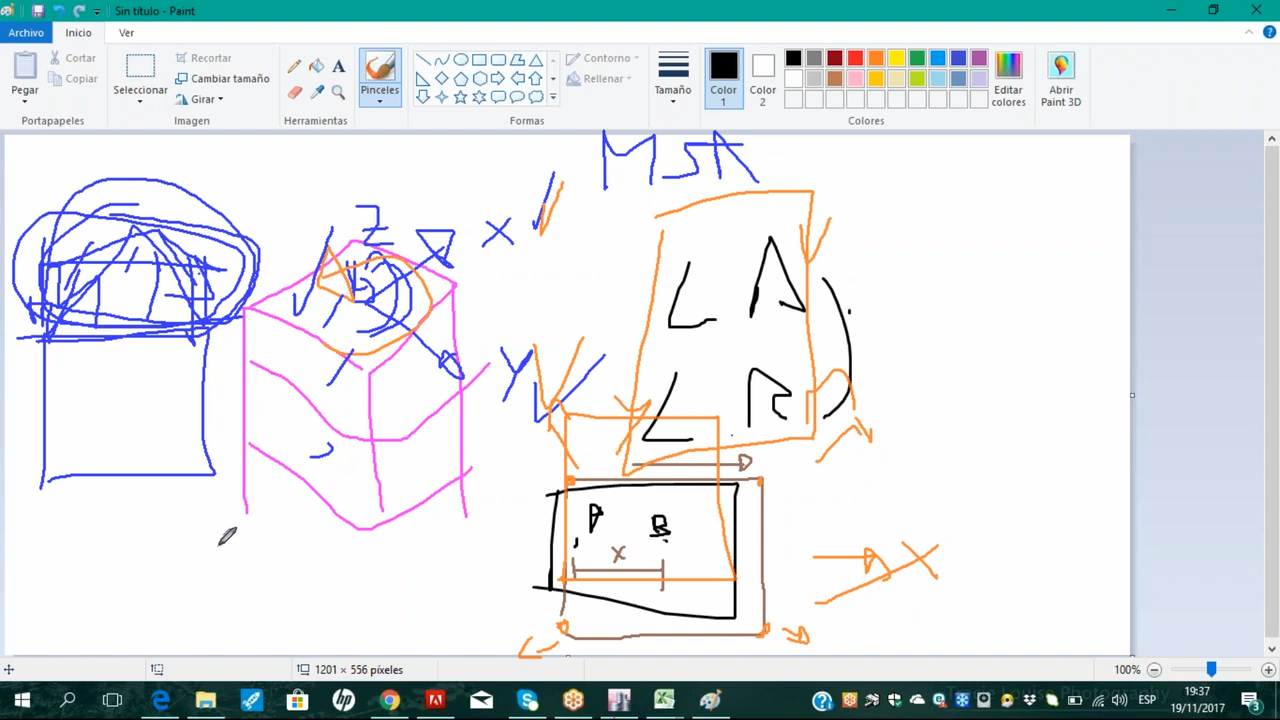 Sin título - Paint
Archivo
Inicio
Ver
Pegar
Cortar
Copiar
Portapapeles
Seleccionar
Recortar
Cambiar tamaño
Girar
Imagen
Herramientas
Pinceles
Contorno
Rellenar
Formas
Tamaño
Color 1
Color 2
Editar colores
Abrir Paint 3D
Colores
MsA
Z
X
Y
L A
L R
B
X
X
1201 × 556 píxeles
100%
ESP
19:37
19/11/2017
3